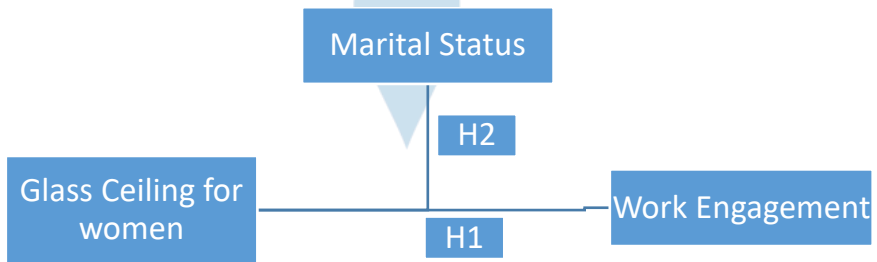 Marital Status
H2
Glass Ceiling for
women
Work Engagement
H1